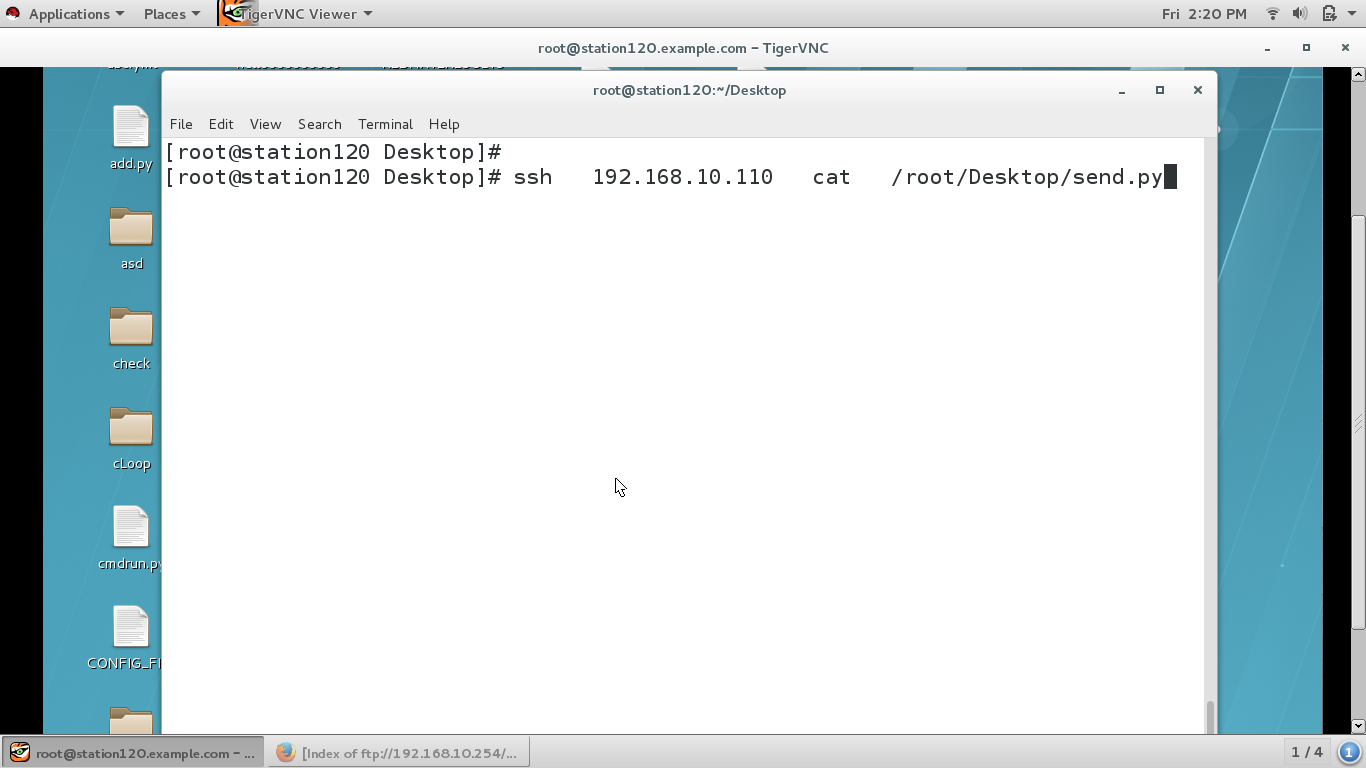 Applications Places TigerVNC Viewer Fri 2:20 PM
root@station120.example.com – TigerVNC
root@station120:~/Desktop
File Edit View Search Terminal Help
[root@station120 Desktop]#
[root@station120 Desktop]# ssh 192.168.10.110 cat /root/Desktop/send.py
add.py
asd
check
cLoop
cmdrun.py
CONFIG_FI
root@station120.example.com – ... [Index of ftp://192.168.10.254/... 1 / 4 1